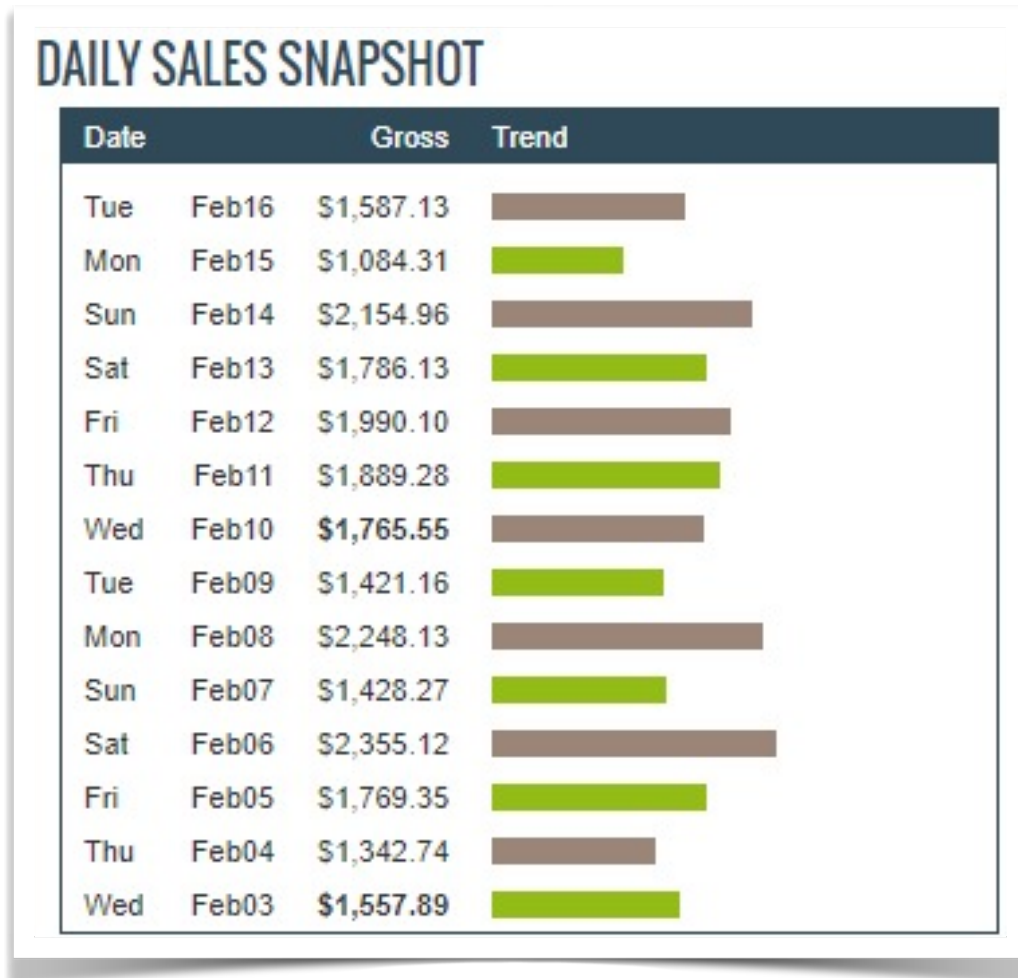 DAILY SALES SNAPSHOT
Date Gross Trend
Tue Feb16 $1,587.13
Mon Feb15 $1,084.31
Sun Feb14 $2,154.96
Sat Feb13 $1,786.13
Fri Feb12 $1,990.10
Thu Feb11 $1,889.28
Wed Feb10 $1,765.55
Tue Feb09 $1,421.16
Mon Feb08 $2,248.13
Sun Feb07 $1,428.27
Sat Feb06 $2,355.12
Fri Feb05 $1,769.35
Thu Feb04 $1,342.74
Wed Feb03 $1,557.89